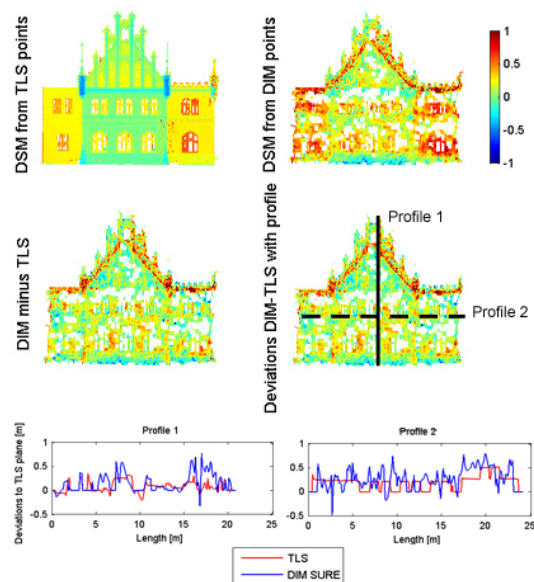 DSM from TLS points
DSM from DIM points
1
0.5
0
-0.5
-1
DIM minus TLS
Deviations DIM-TLS with profile
Profile 1
Profile 2
Profile 1
Deviations to TLS plane [m]
1
0.5
0
-0.5
0 5 10 15 20 25
Length [m]
Profile 2
1
0.5
0
-0.5
0 5 10 15 20 25
Length [m]
TLS
DIM SURE